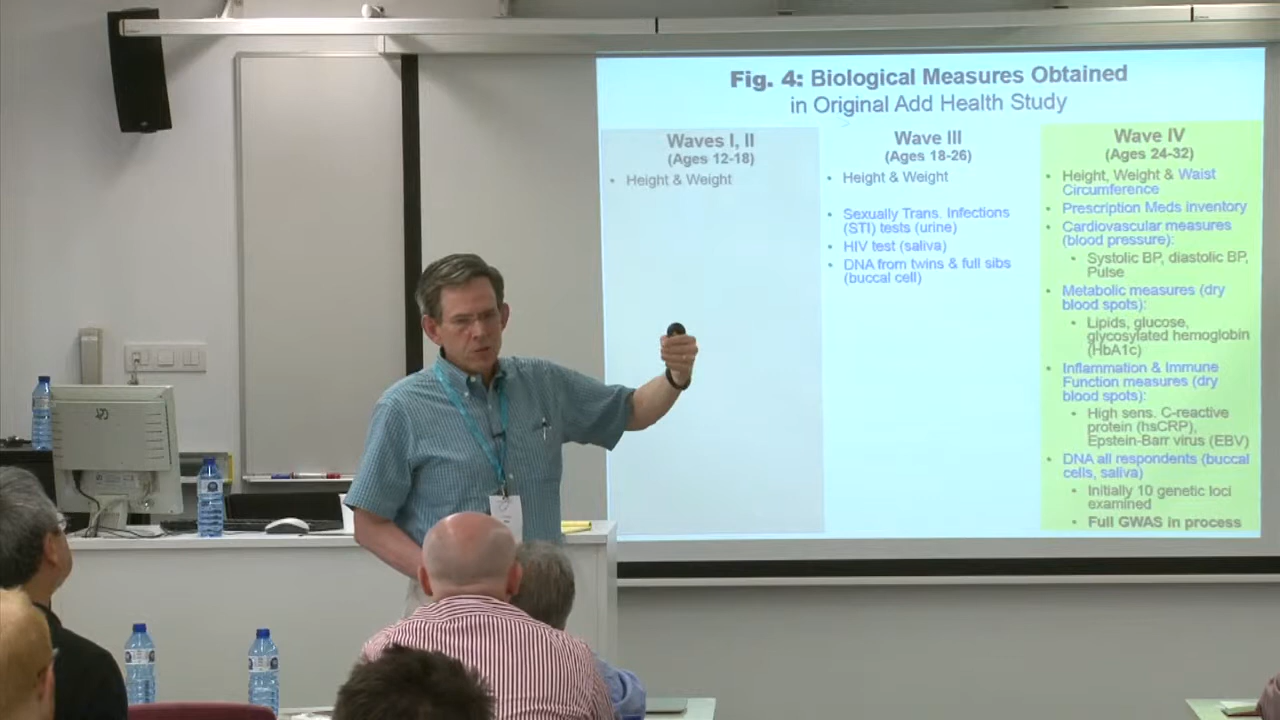 Fig. 4: Biological Measures Obtained
in Original Add Health Study
Waves I, II
(Ages 12-18)
• Height & Weight
Wave III
(Ages 18-26)
• Height & Weight
• Sexually Trans. Infections
(STI) tests (urine)
• HIV test (saliva)
• DNA from twins & full sibs
(buccal cell)
Wave IV
(Ages 24-32)
• Height, Weight & Waist
Circumference
• Prescription Meds inventory
• Cardiovascular measures
(blood pressure):
• Systolic BP, diastolic BP,
Pulse
• Metabolic measures (dry
blood spots):
• Lipids, glucose,
glycosylated hemoglobin
(HbA1c)
• Inflammation & Immune
Function measures (dry
blood spots):
• High sens. C-reactive
protein (hsCRP),
Epstein-Barr virus (EBV)
• DNA all respondents (buccal
cells, saliva)
• Initially 10 genetic loci
examined
• Full GWAS in process